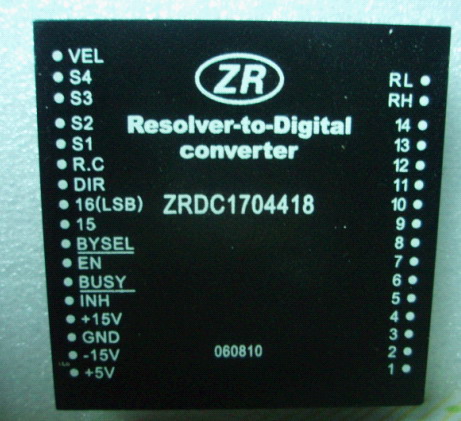 VEL
S4
S3
S2
S1
R.C
DIR
16(LSB)
15
BYSEL
EN
BUSY
INH
+15V
GND
-15V
+5V
ZR
Resolver-to-Digital
converter
ZRDC1704418
060810
RL
RH
14
13
12
11
10
9
8
7
6
5
4
3
2
1